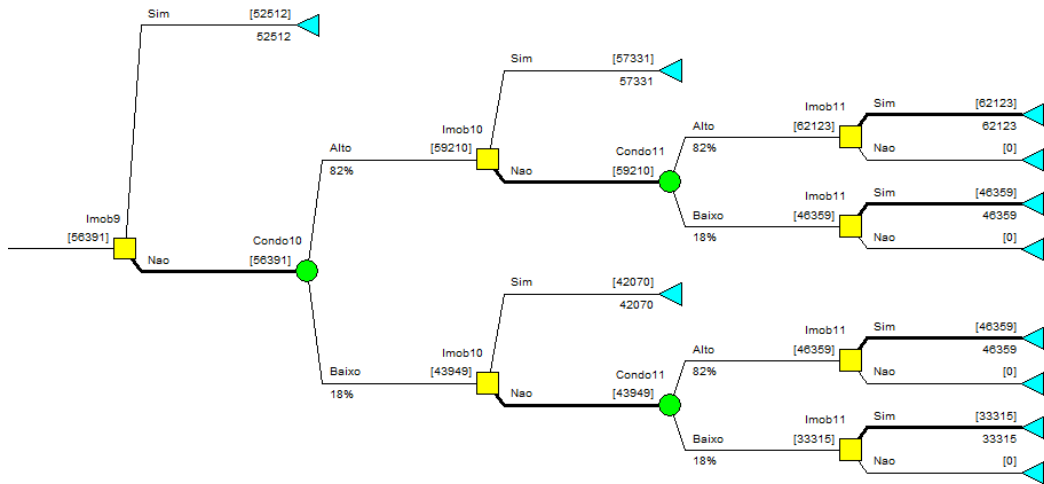 Sim [52512]
52512
Imob9
[56391]
Nao [56391]
Condo10
Alto [59210]
82%
Imob10
Sim [57331]
57331
Nao [59210]
Condo11
Alto [62123]
82%
Imob11
Sim [62123]
62123
Nao [0]
Baixo [46359]
18%
Imob11
Sim [46359]
46359
Nao [0]
Baixo [43949]
18%
Imob10
Sim [42070]
42070
Nao [43949]
Condo11
Alto [46359]
82%
Imob11
Sim [46359]
46359
Nao [0]
Baixo [33315]
18%
Imob11
Sim [33315]
33315
Nao [0]